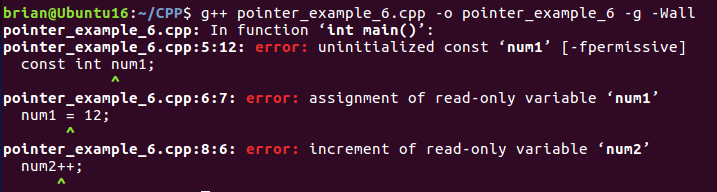 brian@Ubuntu16:~/CPP$ g++ pointer_example_6.cpp -o pointer_example_6 -g -Wall
pointer_example_6.cpp: In function ‘int main()’:
pointer_example_6.cpp:5:12: error: uninitialized const ‘num1’ [-fpermissive]
  const int num1;
            ^
pointer_example_6.cpp:6:7: error: assignment of read-only variable ‘num1’
  num1 = 12;
       ^
pointer_example_6.cpp:8:6: error: increment of read-only variable ‘num2’
  num2++;
      ^